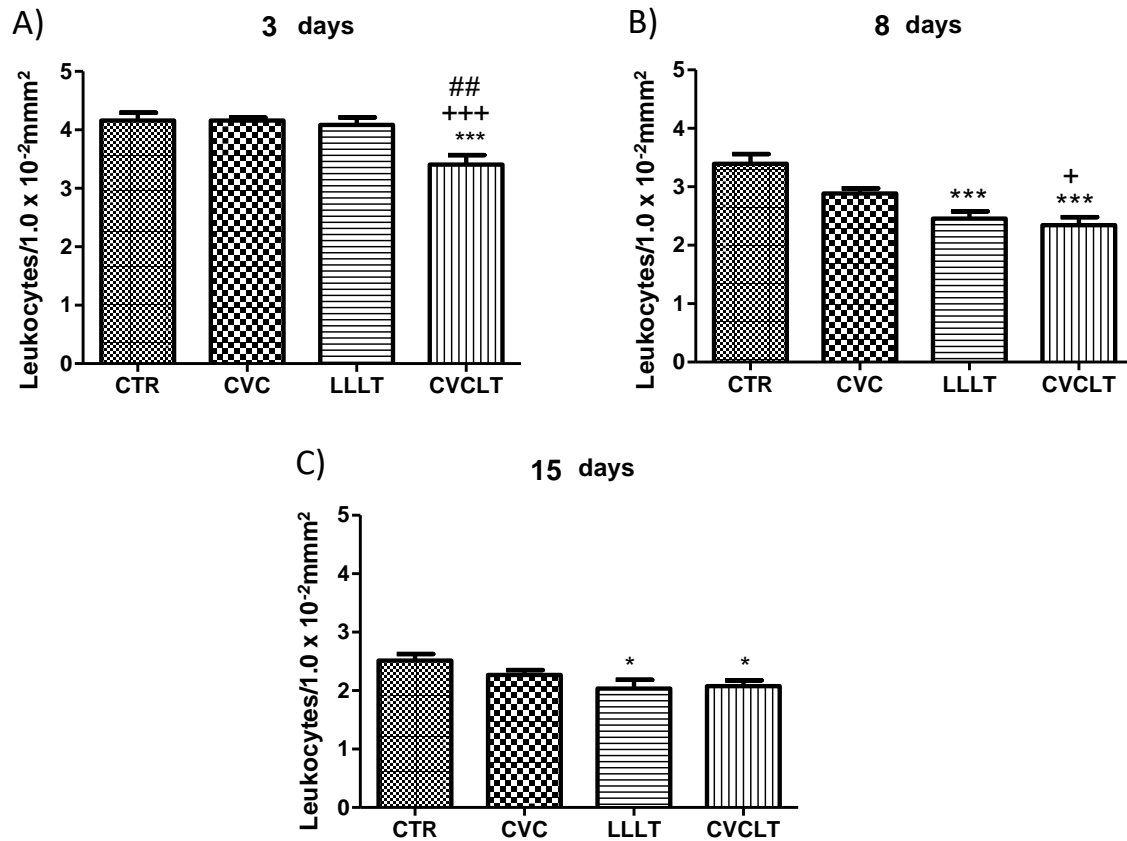 A)
3 days
Leukocytes/1.0 x 10⁻²mmm²
5
4
3
2
1
0
##
+++
***
CTR CVC LLLT CVCLT
B)
8 days
Leukocytes/1.0 x 10⁻²mmm²
5
4
3
2
1
0
***
+
***
CTR CVC LLLT CVCLT
C)
15 days
Leukocytes/1.0 x 10⁻²mmm²
5
4
3
2
1
0
* *
CTR CVC LLLT CVCLT